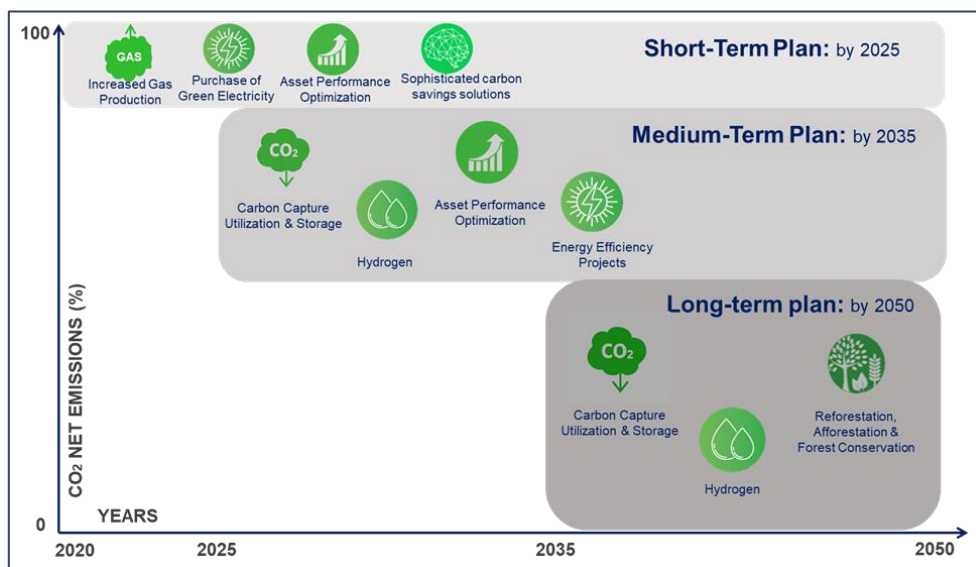 100
Short-Term Plan: by 2025
GAS
Increased Gas
Production
Purchase of
Green Electricity
Asset Performance
Optimization
Sophisticated carbon
savings solutions
Medium-Term Plan: by 2035
CO₂
Carbon Capture
Utilization & Storage
Hydrogen
Asset Performance
Optimization
Energy Efficiency
Projects
Long-term plan: by 2050
CO₂
Carbon Capture
Utilization & Storage
Hydrogen
Reforestation,
Afforestation &
Forest Conservation
CO₂ NET EMISSIONS (%)
YEARS
0
2020
2025
2035
2050